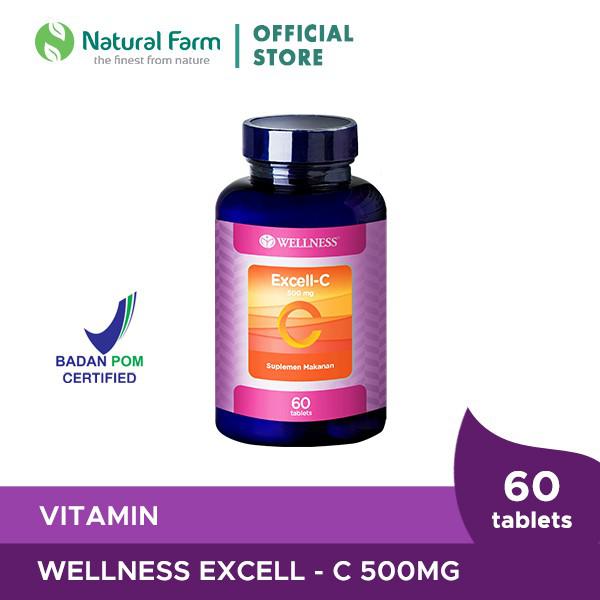 Natural Farm
the finest from nature
OFFICIAL
STORE
WELLNESS
Excell-C
500 mg
Suplemen Makanan
60
tablets
BADAN POM
CERTIFIED
60
tablets
VITAMIN
WELLNESS EXCELL - C 500MG